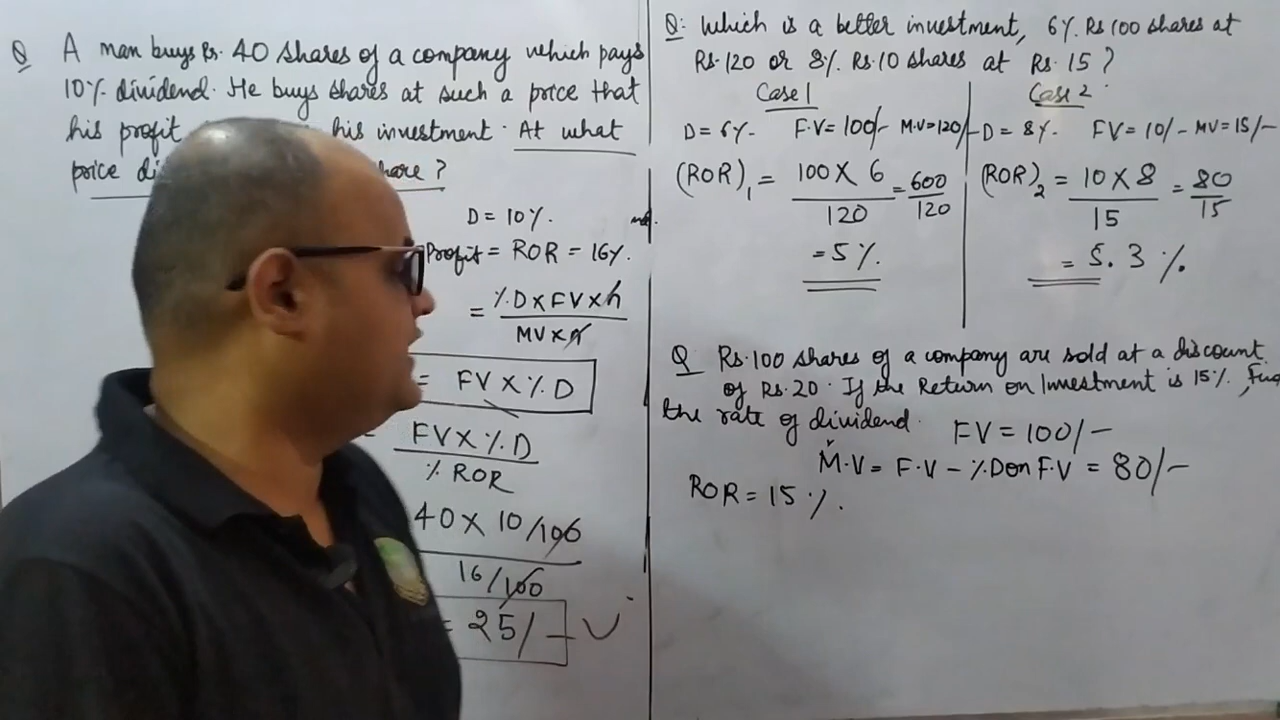 Q A man buys Rs. 40 shares of a company which pays
10% dividend. He buys shares at such a price that
his profit his investment. At what
price di hare?
D = 10%.
Profit = ROR = 16%.
= %D x FV x n
MV x n
= FV X %D
= FV X %D
% ROR
40 X 10/100
16/100
= 25/-
Q: Which is a better investment, 6% Rs 100 shares at
Rs. 120 or 8% Rs. 10 shares at Rs. 15?
Case 1
D = 6% F.V = 100/- M.V = 120/-
(ROR)1 = 100 X 6 = 600
120 120
= 5%.
Case 2
D = 8% FV = 10/- MV = 15/-
(ROR)2 = 10 X 8 = 80
15 15
= 5.3%
Q Rs. 100 shares of a company are sold at a discount
of Rs. 20. If the Return on Investment is 15%,
the rate of dividend. FV = 100/-
M.V = F.V - %D on F.V = 80/-
ROR = 15%.